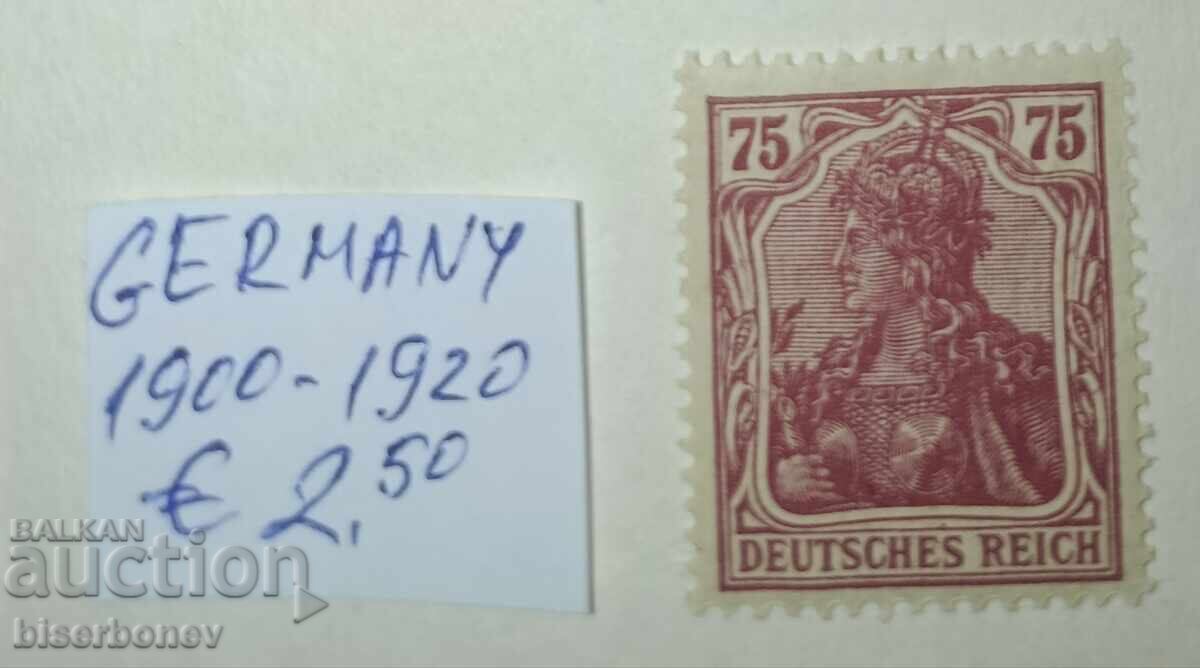 GERMANY
1900-1920
€ 2.50
75 75
DEUTSCHES REICH
BALKAN
auction
biserbonev